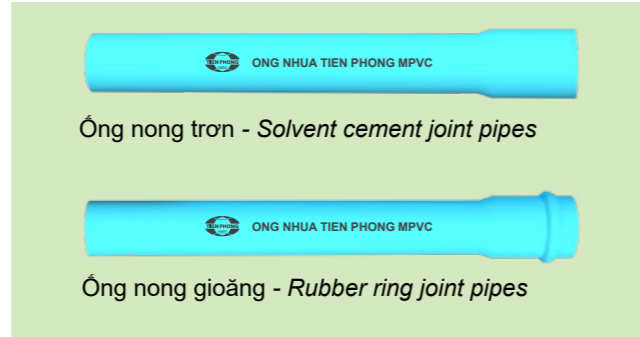 TIEN PHONG ONG NHUA TIEN PHONG MPVC
Ống nong trơn - Solvent cement joint pipes
TIEN PHONG ONG NHUA TIEN PHONG MPVC
Ống nong gioăng - Rubber ring joint pipes